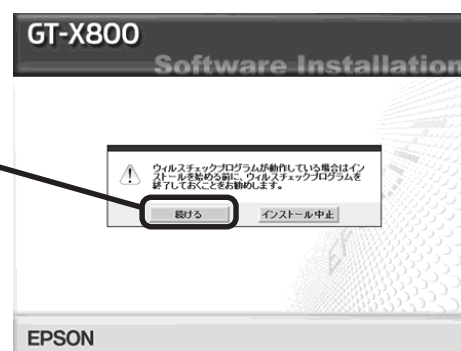 GT-X800
Software Installation
ウィルスチェックプログラムが動作している場合はイン
ストールを始める前に、ウィルスチェックプログラムを
終了しておくことをお勧めします。
続ける
インストール中止
EPSON